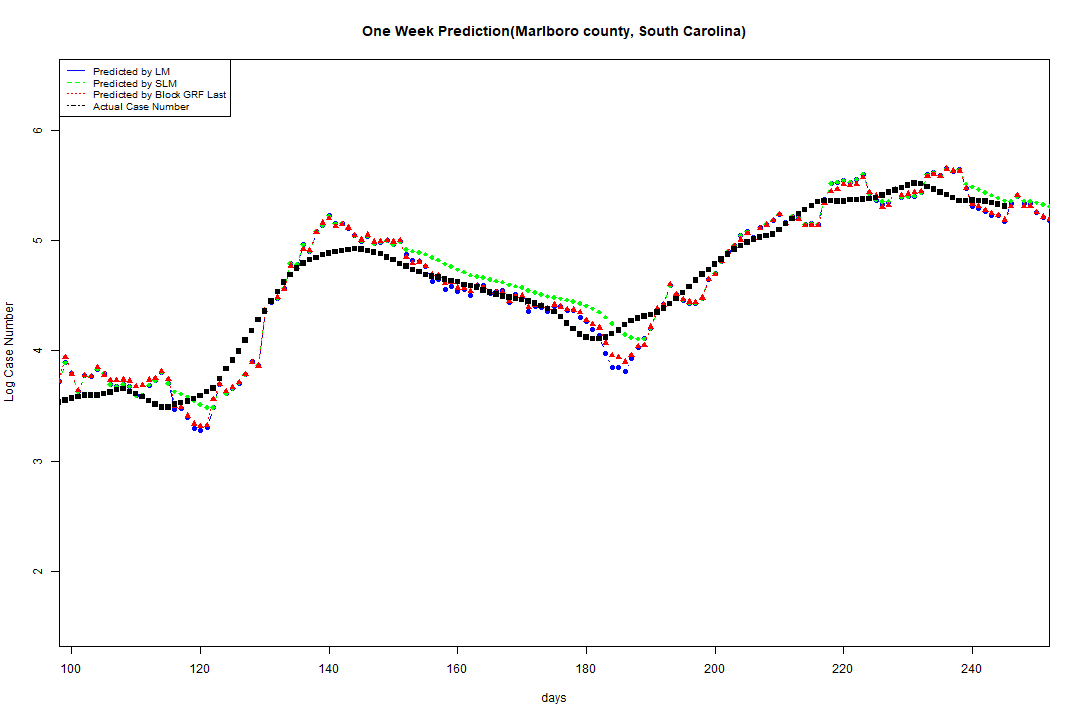 One Week Prediction(Marlboro county, South Carolina)
Predicted by LM
Predicted by SLM
Predicted by Block GRF Last
Actual Case Number
Log Case Number
6
5
4
3
2
100 120 140 160 180 200 220 240
days